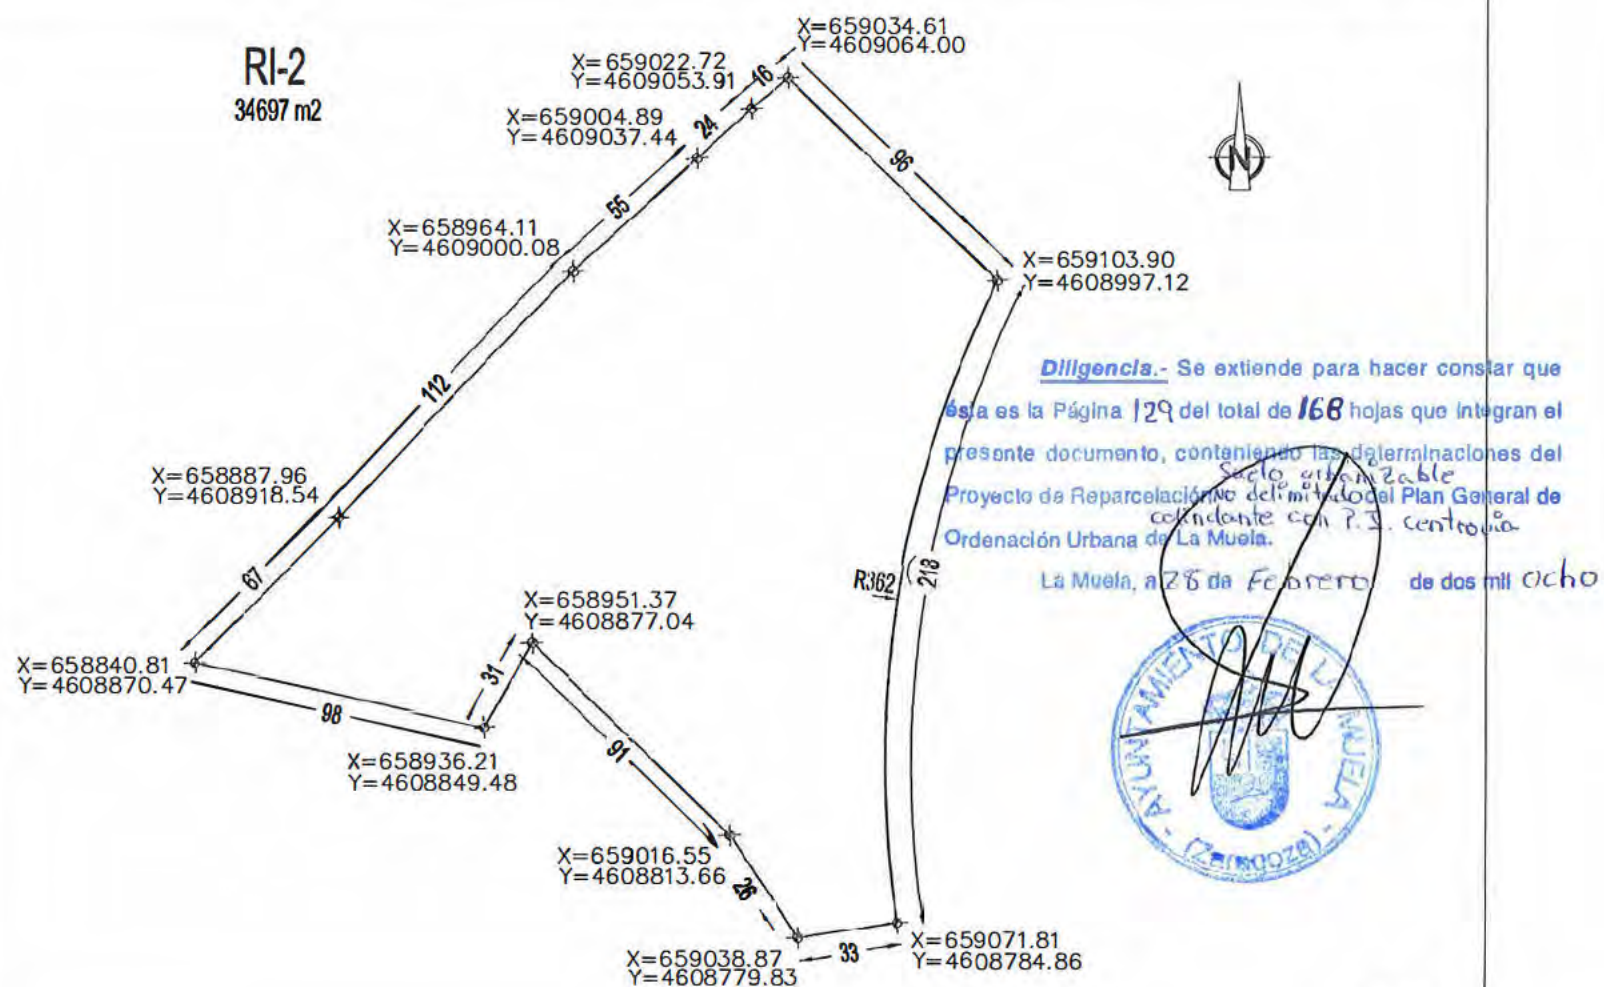 RI-2
34697 m2
X=659034.61
Y=4609064.00
X=659022.72
Y=4609053.91
16
X=659004.89
Y=4609037.44
24
96
N
55
X=658964.11
Y=4609000.08
X=659103.90
Y=4608997.12
112
Diligencia.- Se extiende para hacer constar que
ésta es la Página 129 del total de 168 hojas que integran el
presente documento, conteniendo las determinaciones del
Suelo urbanizable
Proyecto de Reparcelación No delimitado del Plan General de
colindante con P.I. Centrovía
Ordenación Urbana de La Muela.
La Muela, a 28 de Febrero de dos mil ocho
X=658887.96
Y=4608918.54
67
R362
218
X=658951.37
Y=4608877.04
31
X=658840.81
Y=4608870.47
98
X=658936.21
Y=4608849.48
91
X=659016.55
Y=4608813.66
26
X=659038.87
Y=4608779.83
33
X=659071.81
Y=4608784.86
AYUNTAMIENTO DE LA MUELA
(Zaragoza)